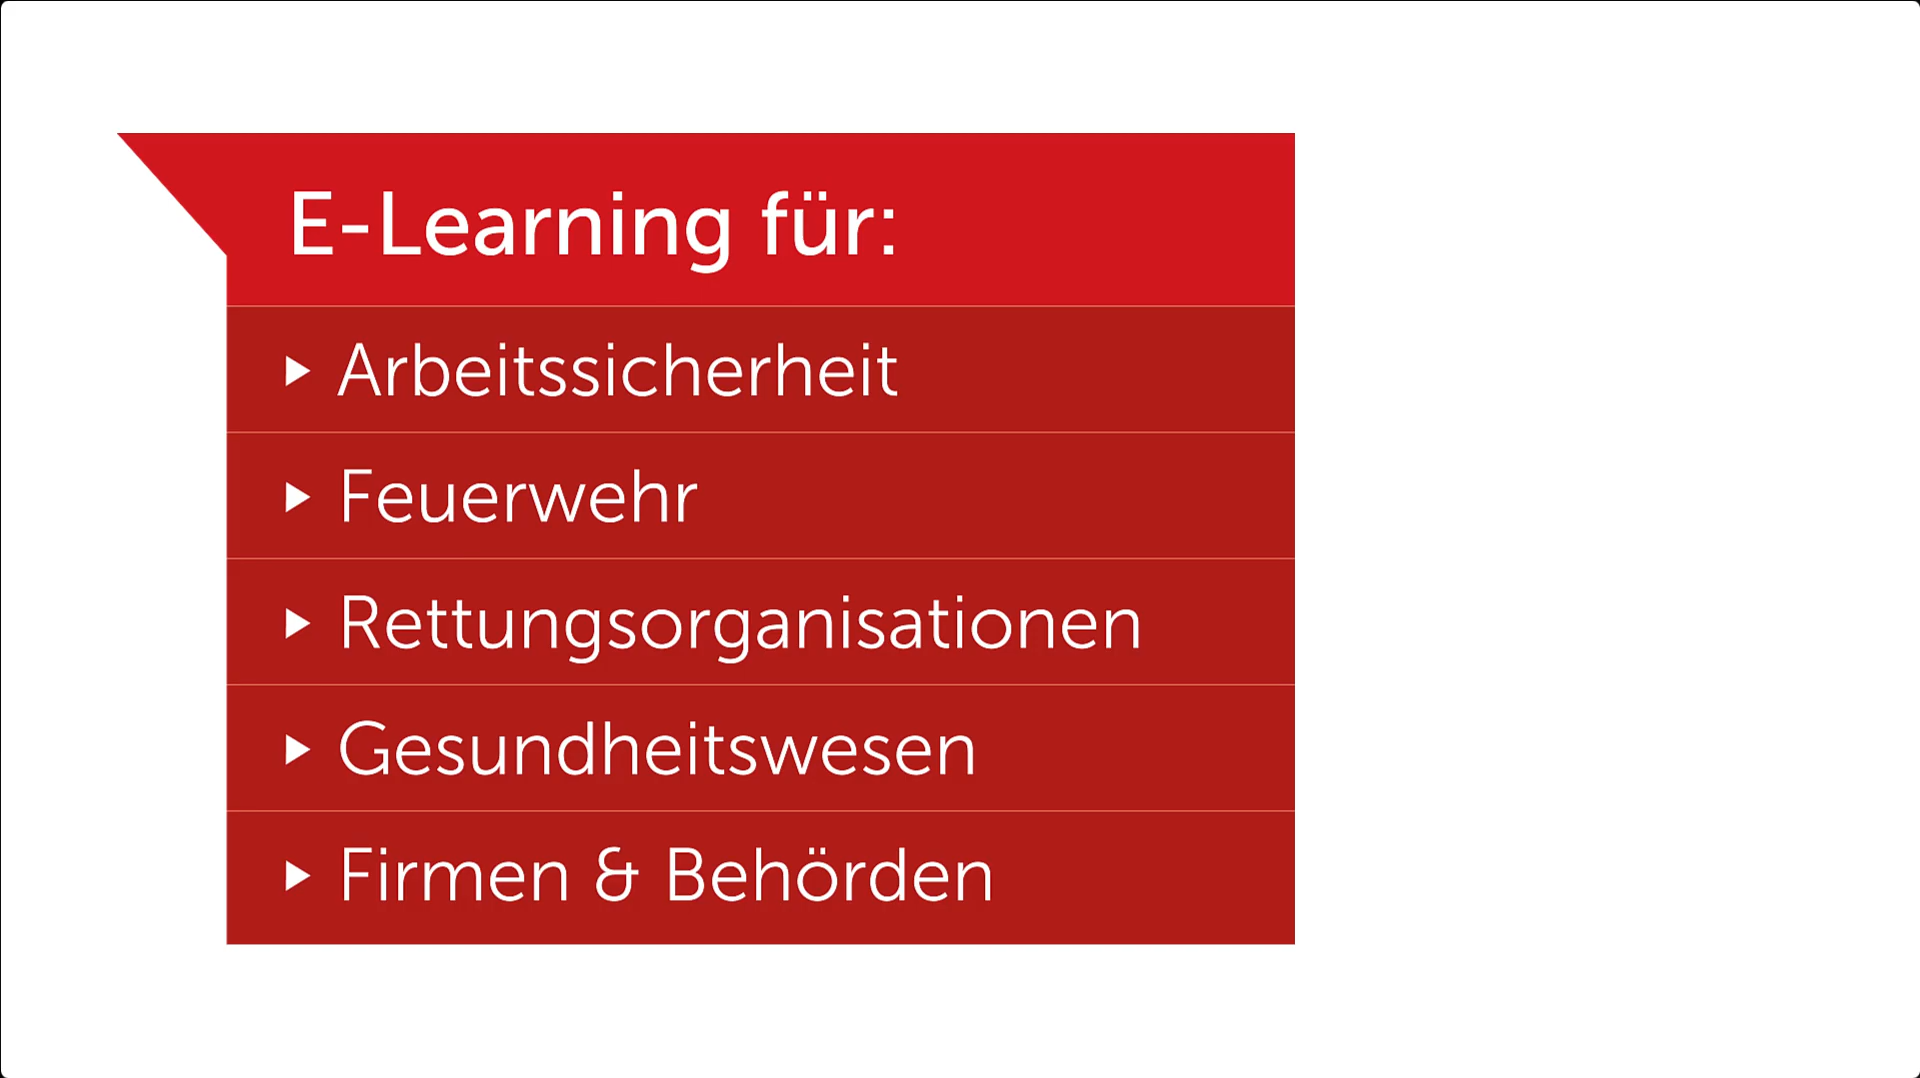 E-Learning für:
Arbeitssicherheit
Feuerwehr
Rettungsorganisationen
Gesundheitswesen
Firmen & Behörden